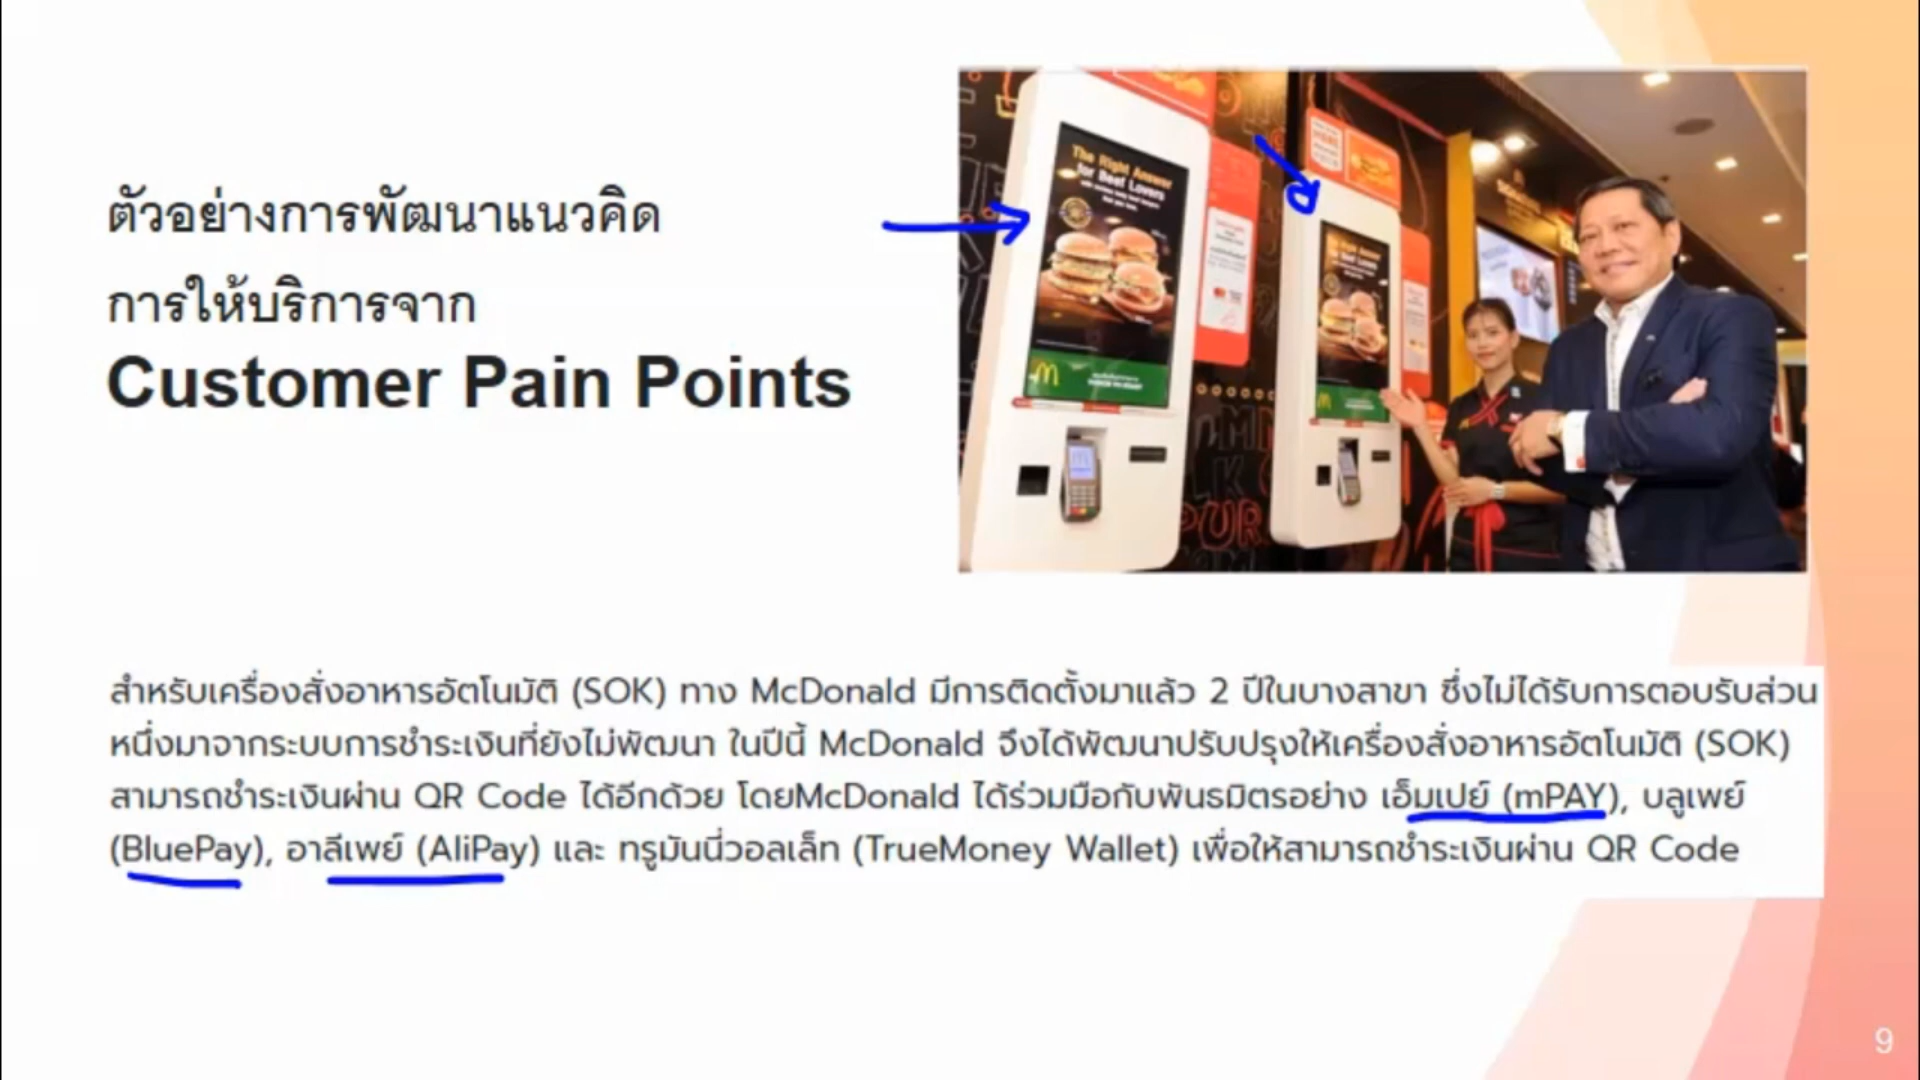 ตัวอย่างการพัฒนาแนวคิด
การให้บริการจาก
Customer Pain Points
The Right Answer
for Beef Lovers
สำหรับเครื่องสั่งอาหารอัตโนมัติ (SOK) ทาง McDonald มีการติดตั้งมาแล้ว 2 ปีในบางสาขา ซึ่งไม่ได้รับการตอบรับส่วน
หนึ่งมาจากระบบการชำระเงินที่ยังไม่พัฒนา ในปีนี้ McDonald จึงได้พัฒนาปรับปรุงให้เครื่องสั่งอาหารอัตโนมัติ (SOK)
สามารถชำระเงินผ่าน QR Code ได้อีกด้วย โดยMcDonald ได้ร่วมมือกับพันธมิตรอย่าง เอ็มเปย์ (mPAY), บลูเพย์
(BluePay), อาลีเพย์ (AliPay) และ ทรูมันนี่วอลเล็ท (TrueMoney Wallet) เพื่อให้สามารถชำระเงินผ่าน QR Code
9